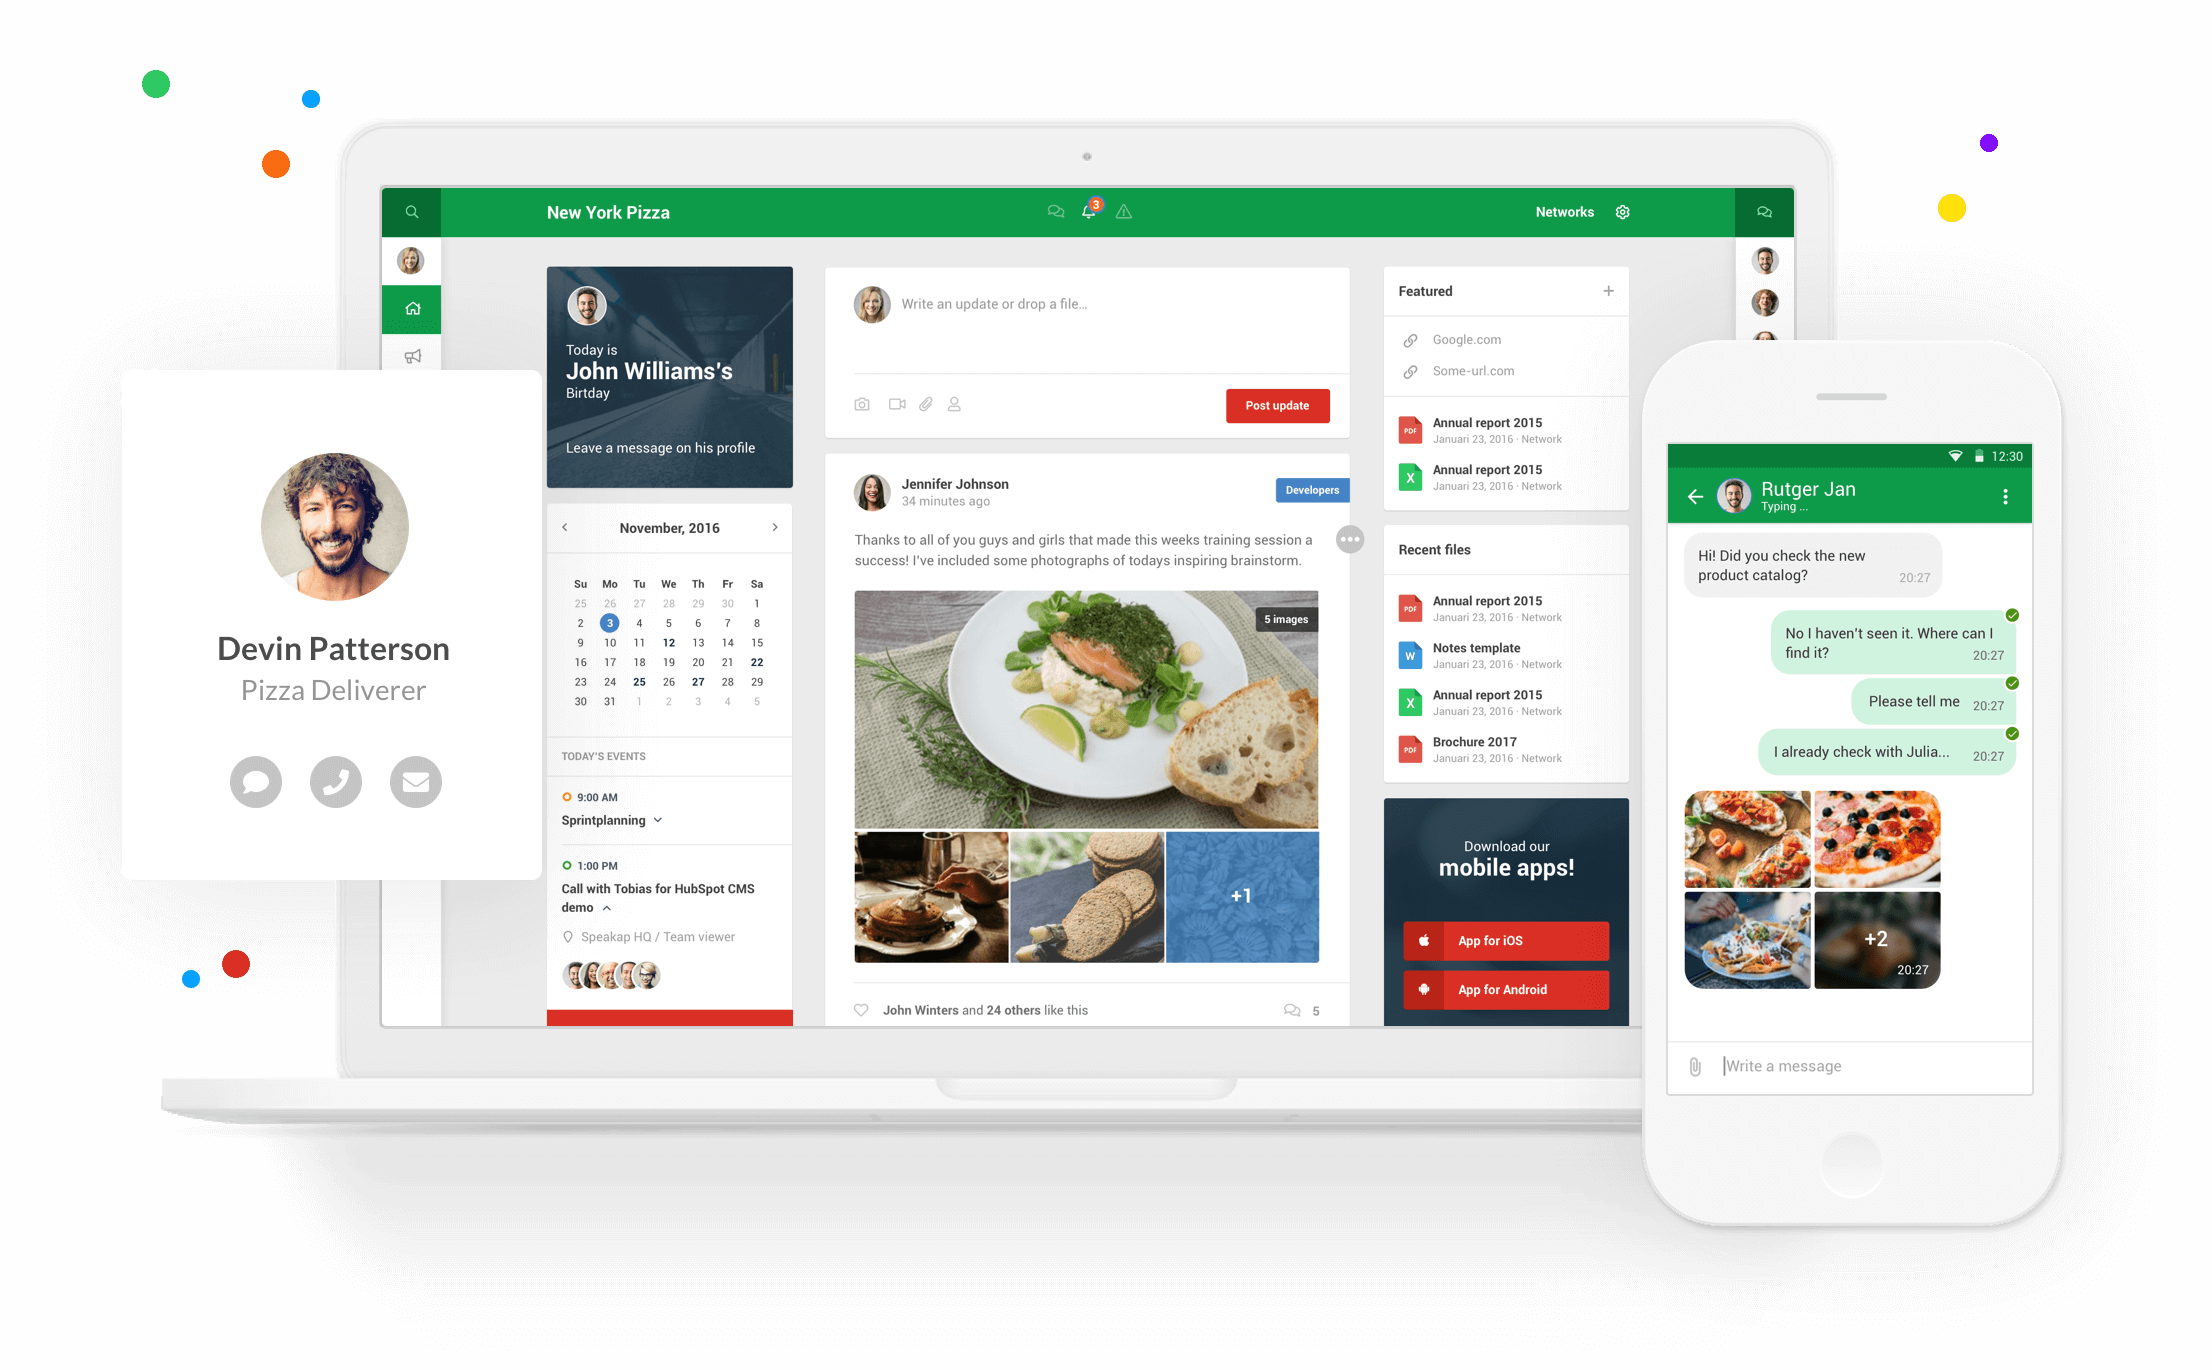 New York Pizza
3
Networks
Today is
John Williams's
Birtday
Leave a message on his profile
November, 2016
Su Mo Tu We Th Fr Sa
25 26 27 28 29 30 1
2 3 4 5 6 7 8
9 10 11 12 13 14 15
16 17 18 19 20 21 22
23 24 25 26 27 28 29
30 31 1 2 3 4 5
TODAY'S EVENTS
9:00 AM
Sprintplanning
1:00 PM
Call with Tobias for HubSpot CMS
demo
Speakap HQ / Team viewer
Write an update or drop a file...
Post update
Jennifer Johnson
34 minutes ago
Developers
Thanks to all of you guys and girls that made this weeks training session a
success! I've included some photographs of todays inspiring brainstorm.
5 images
+1
John Winters and 24 others like this
5
Featured
Google.com
Some-url.com
PDF
Annual report 2015
Januari 23, 2016 · Network
X
Annual report 2015
Januari 23, 2016 · Network
Recent files
PDF
Annual report 2015
Januari 23, 2016 · Network
W
Notes template
Januari 23, 2016 · Network
X
Annual report 2015
Januari 23, 2016 · Network
PDF
Brochure 2017
Januari 23, 2016 · Network
Download our
mobile apps!
App for iOS
App for Android
Devin Patterson
Pizza Deliverer
12:30
Rutger Jan
Typing ...
Hi! Did you check the new
product catalog?
20:27
No I haven't seen it. Where can I
find it?
20:27
Please tell me 20:27
I already check with Julia... 20:27
+2
20:27
Write a message